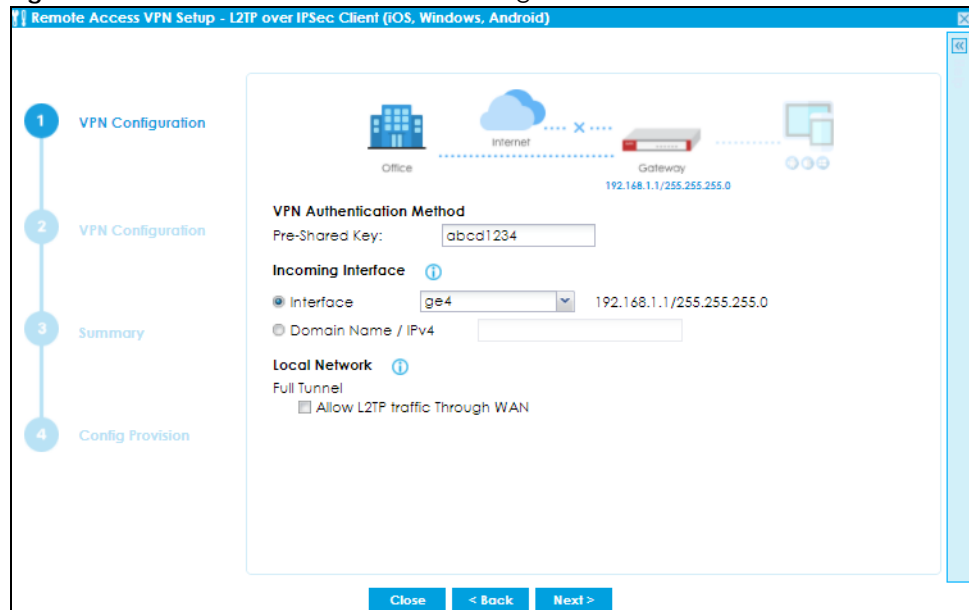 Remote Access VPN Setup - L2TP over IPSec Client (iOS, Windows, Android)
1 VPN Configuration
2 VPN Configuration
3 Summary
4 Config Provision
Office
Internet
Gateway
192.168.1.1/255.255.255.0
VPN Authentication Method
Pre-Shared Key: abcd1234
Incoming Interface
Interface ge4 192.168.1.1/255.255.255.0
Domain Name / IPv4
Local Network
Full Tunnel
Allow L2TP traffic Through WAN
Close < Back Next >